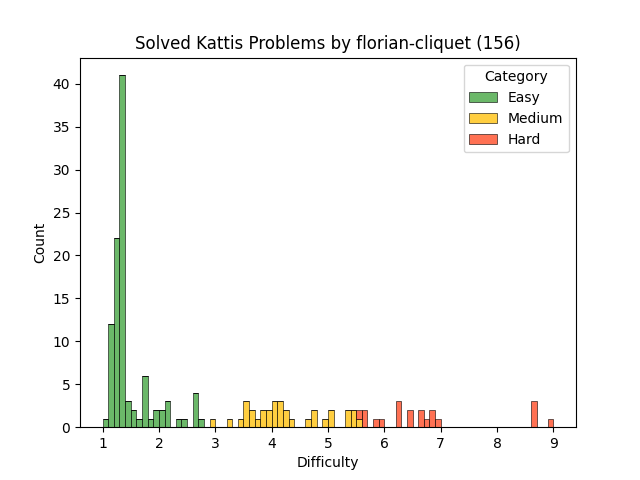 Solved Kattis Problems by florian-cliquet (156)
Category
Easy
Medium
Hard
Count
40
35
30
25
20
15
10
5
0
1 2 3 4 5 6 7 8 9
Difficulty